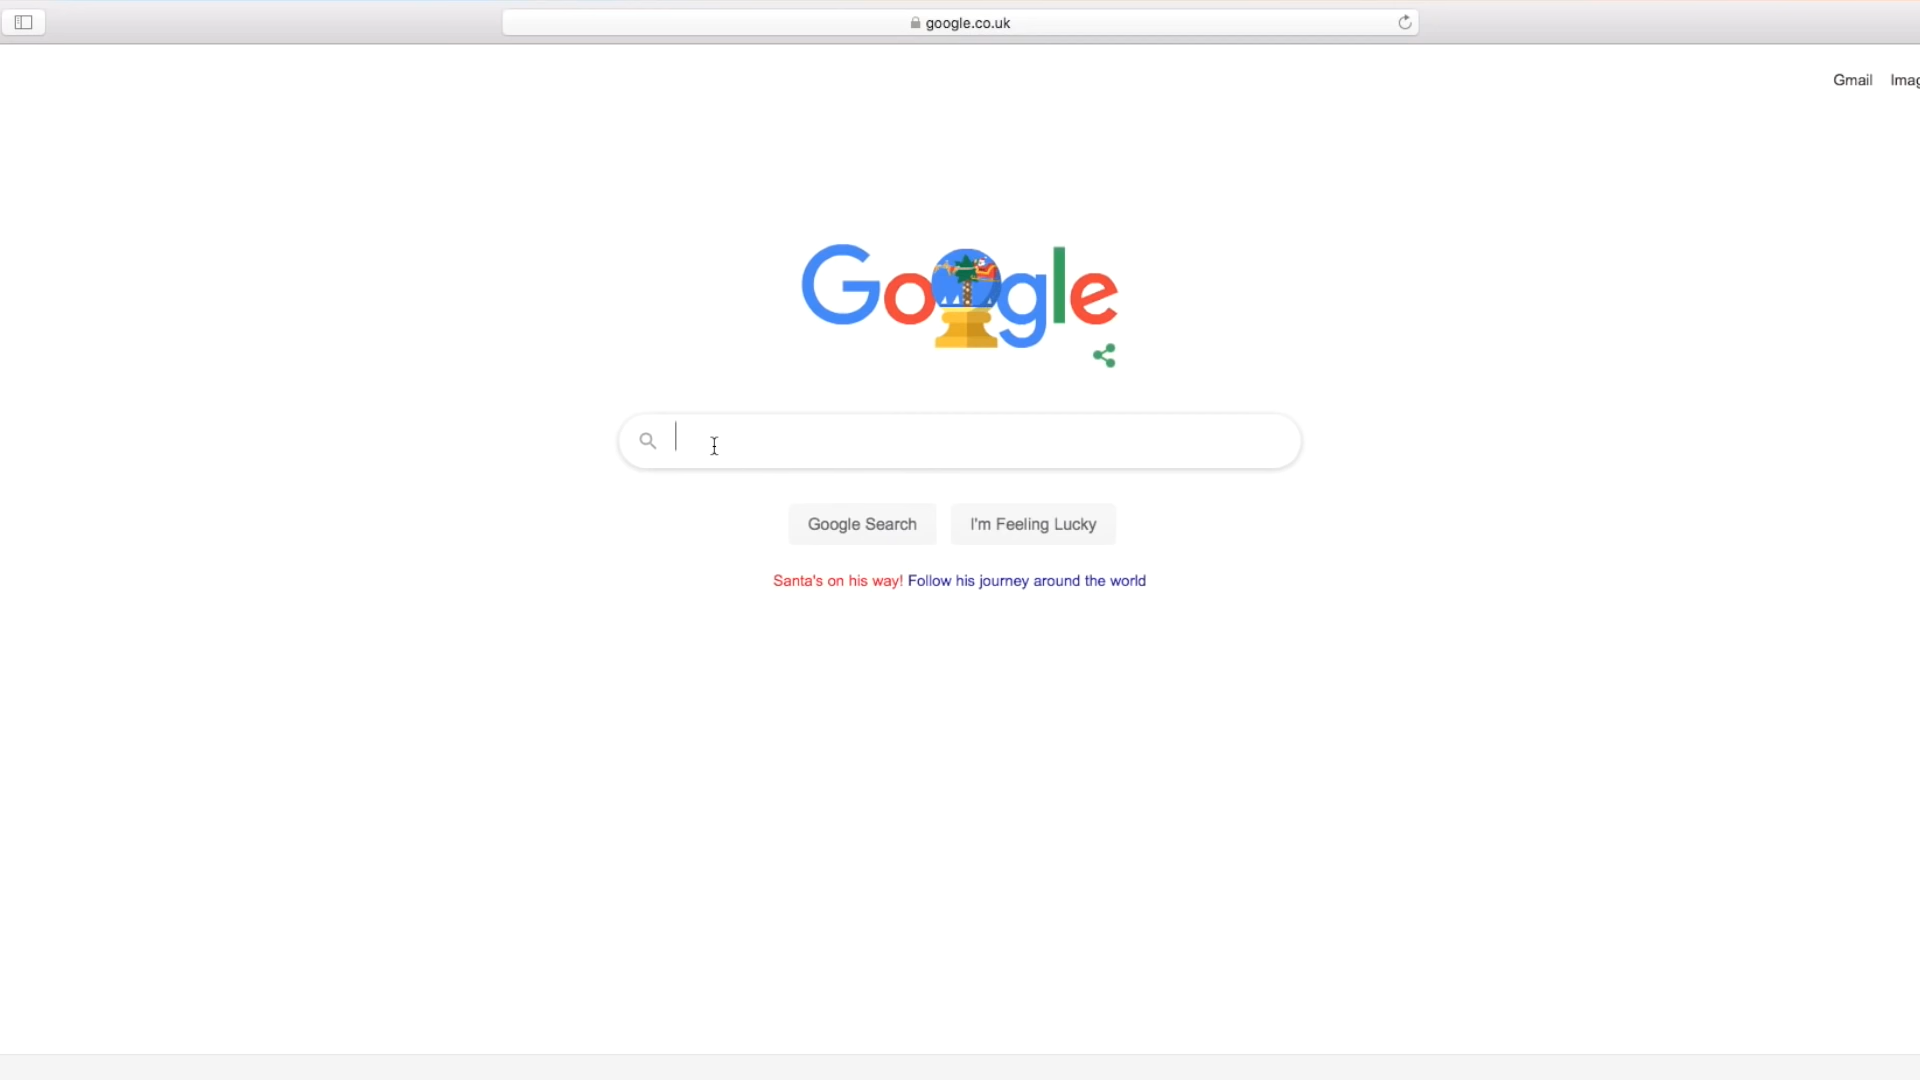 google.co.uk
Gmail Imag
Google
Google Search I'm Feeling Lucky
Santa's on his way! Follow his journey around the world